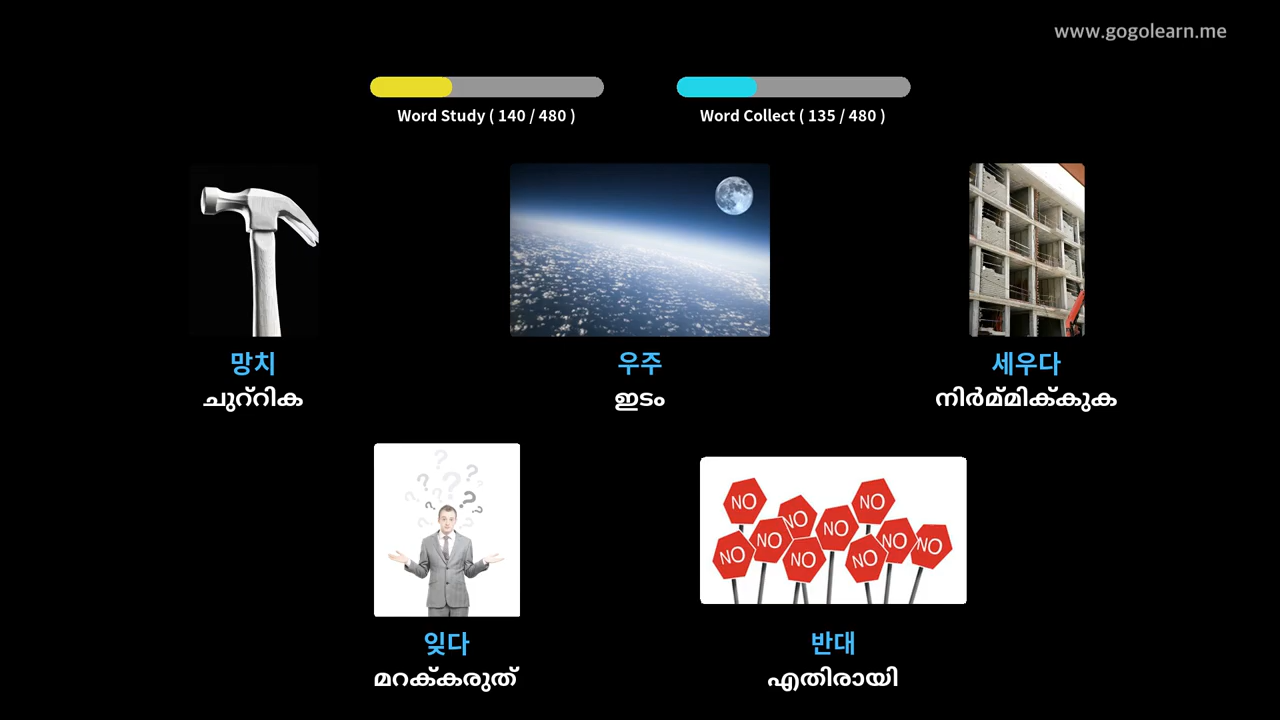 www.gogolearn.me
Word Study ( 140 / 480 )
Word Collect ( 135 / 480 )
망치
ചുറ്റിക
우주
ഇടം
세우다
നിർമ്മിക്കുക
NO
NO
NO
NO
NO
NO
NO
NO
NO
NO
잊다
മറക്കരുത്
반대
എതിരായി